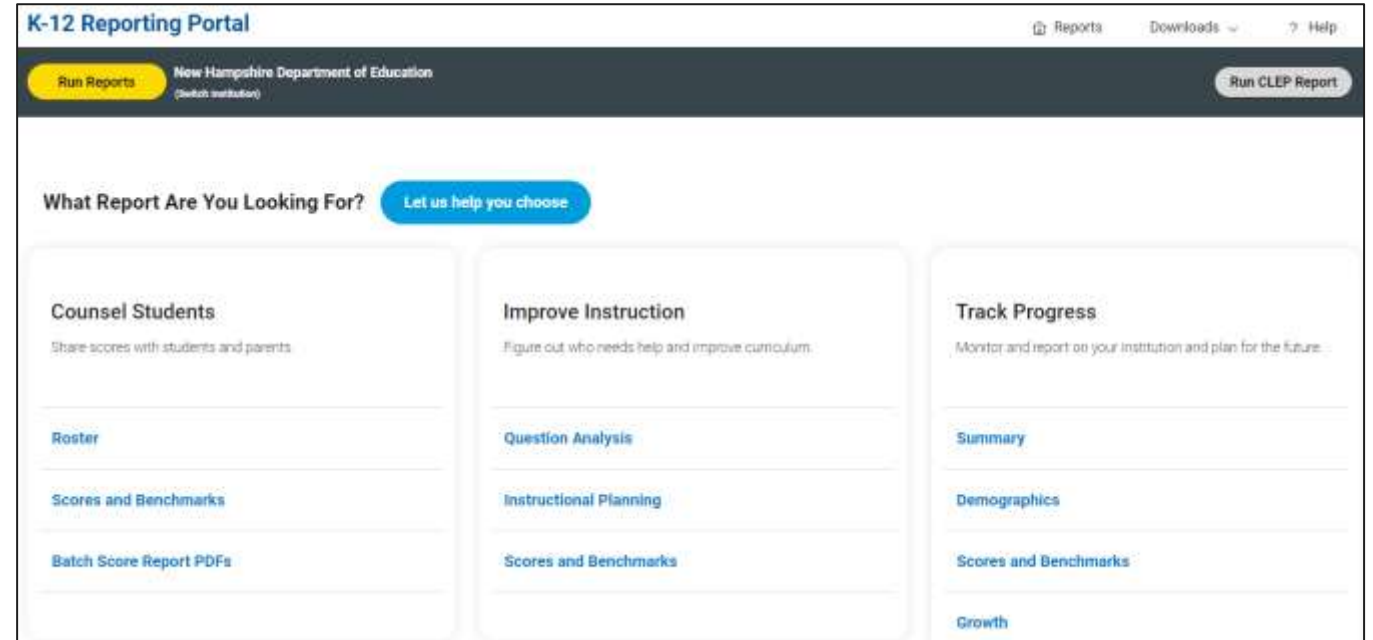 K-12 Reporting Portal
Reports Downloads ? Help
Run Reports
New Hampshire Department of Education
(Switch institution)
Run CLEP Report
What Report Are You Looking For?
Let us help you choose
Counsel Students
Share scores with students and parents.
Roster
Scores and Benchmarks
Batch Score Report PDFs
Improve Instruction
Figure out who needs help and improve curriculum.
Question Analysis
Instructional Planning
Scores and Benchmarks
Track Progress
Monitor and report on your institution and plan for the future.
Summary
Demographics
Scores and Benchmarks
Growth